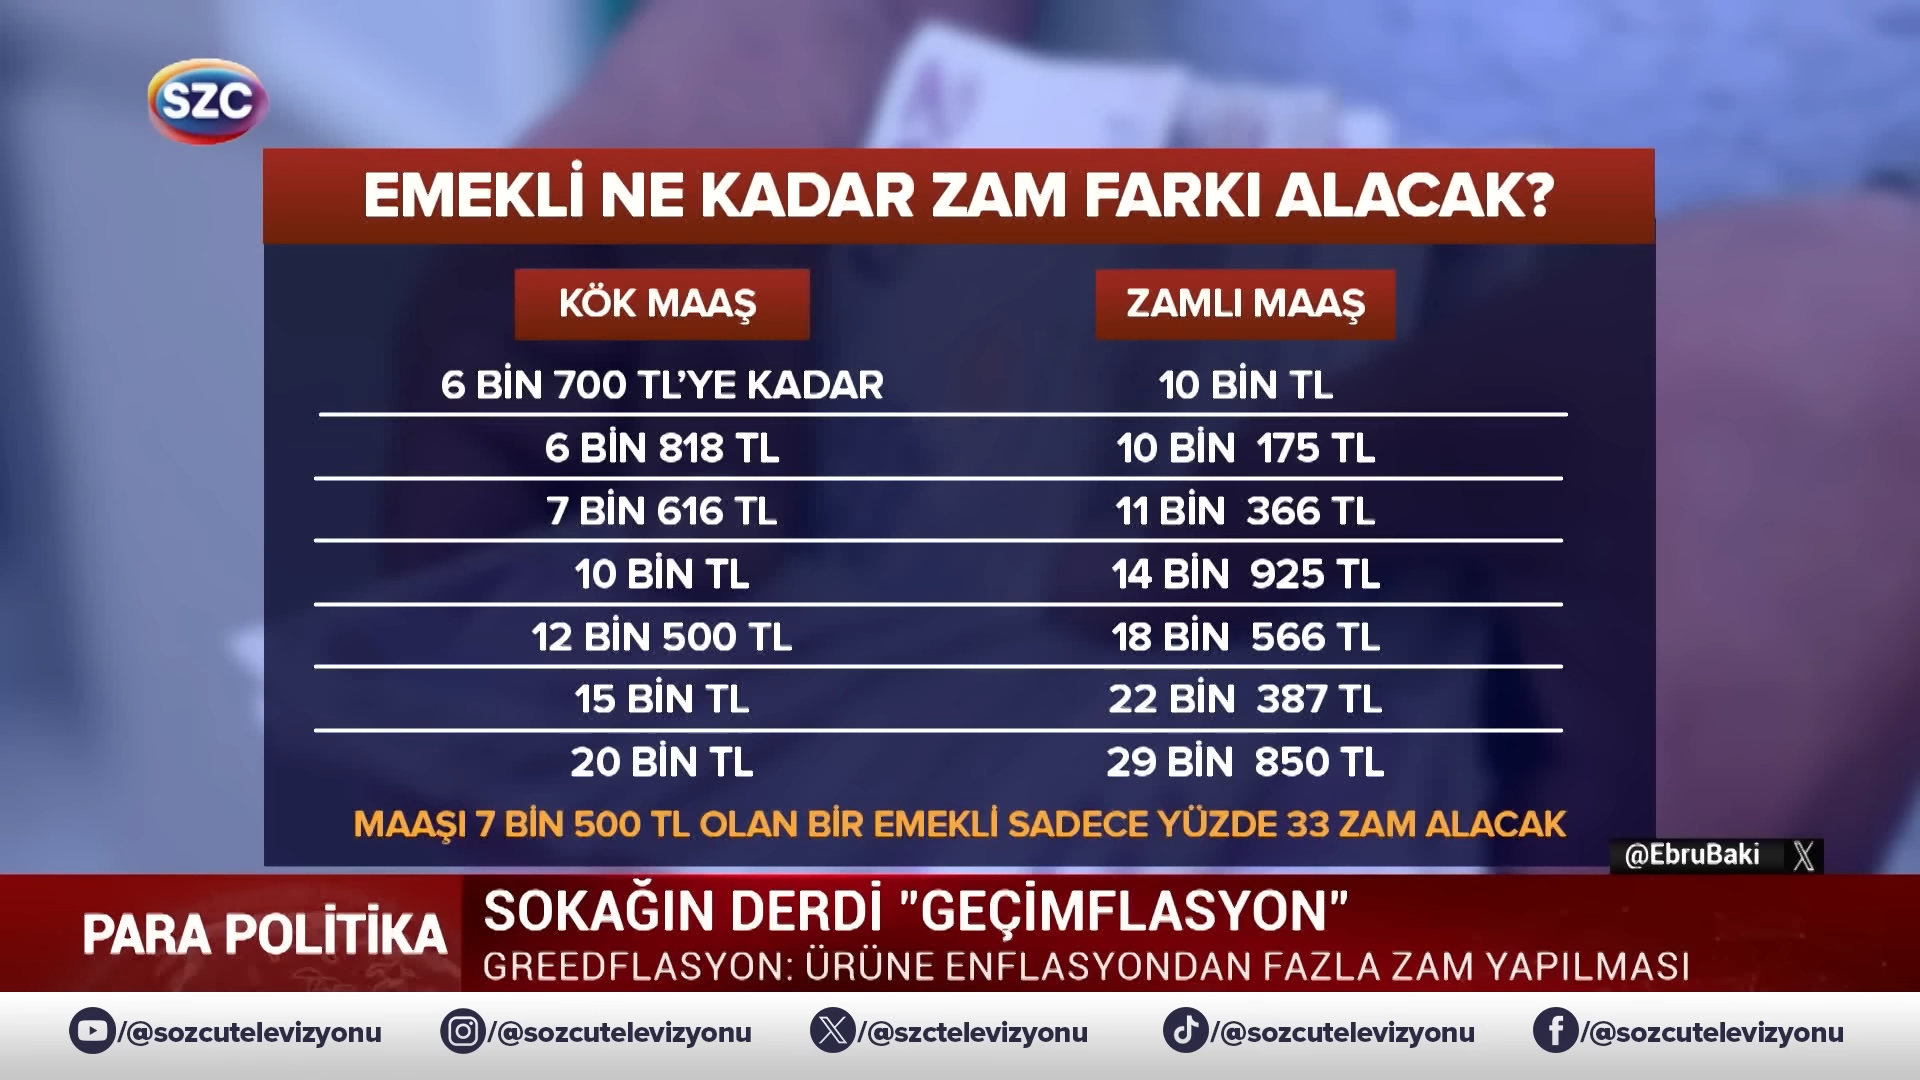 SZC
EMEKLİ NE KADAR ZAM FARKI ALACAK?
KÖK MAAŞ ZAMLI MAAŞ
6 BİN 700 TL'YE KADAR 10 BİN TL
6 BİN 818 TL 10 BİN 175 TL
7 BİN 616 TL 11 BİN 366 TL
10 BİN TL 14 BİN 925 TL
12 BİN 500 TL 18 BİN 566 TL
15 BİN TL 22 BİN 387 TL
20 BİN TL 29 BİN 850 TL
MAAŞI 7 BİN 500 TL OLAN BİR EMEKLİ SADECE YÜZDE 33 ZAM ALACAK
@EbruBaki X
PARA POLİTİKA
SOKAĞIN DERDİ "GEÇİMFLASYON"
GREEDFLASYON: ÜRÜNE ENFLASYONDAN FAZLA ZAM YAPILMASI
/@sozcutelevizyonu /@sozcutelevizyonu /@szctelevizyonu /@sozcutelevizyonu /@sozcutelevizyonu